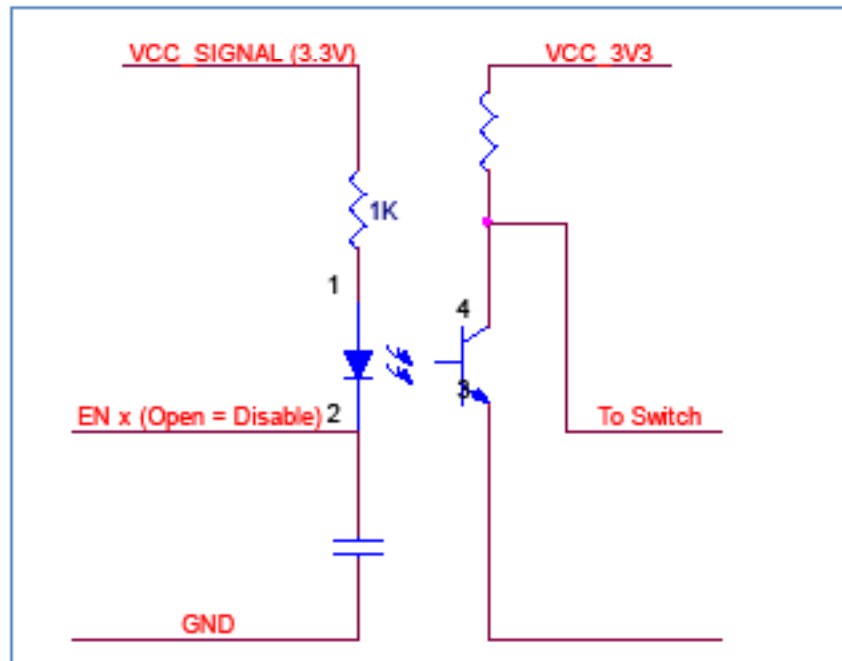 VCC_SIGNAL (3.3V)
VCC_3V3
1K
1
4
3
EN x (Open = Disable)
2
To Switch
GND